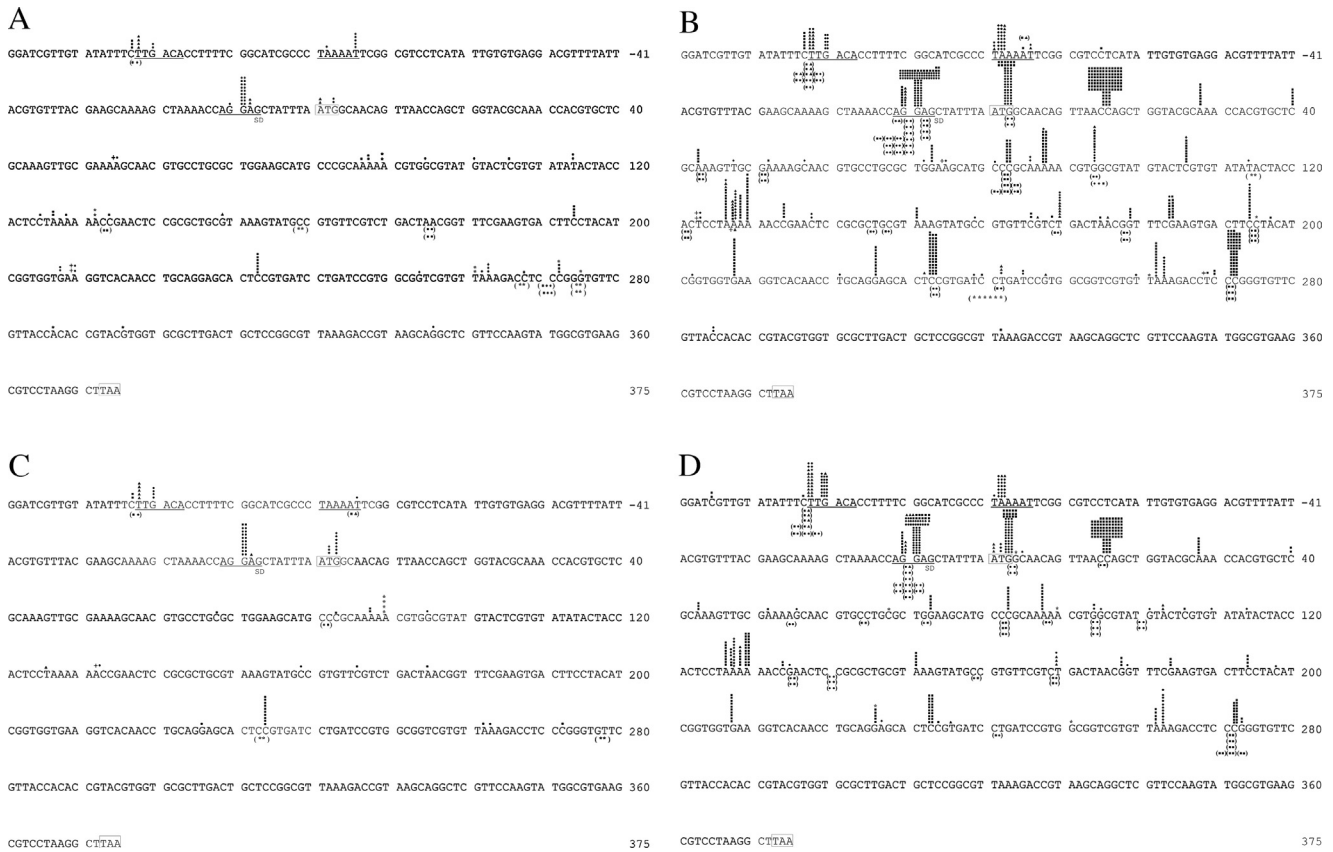 A
GGATCGTTGT ATATTTCTTG ACACCTTTTC GGCATCGCCC TAAAATTCGG CGTCCTCATA TTGTGTGAGG ACGTTTTATT -41
ACGTGTTTAC GAAGCAAAAG CTAAAACCAG GAGCTATTTA ATGGCAACAG TTAACCAGCT GGTACGCAAA CCACGTGCTC 40
SD
GCAAAGTTGC GAAAAGCAAC GTGCCTGCGC TGGAAGCATG CCCGCAAAAA CGTGGCGTAT GTACTCGTGT ATATACTACC 120
ACTCCTAAAA AACCGAACTC CGCGCTGCGT AAAGTATGCC GTGTTCGTCT GACTAACGGT TTCGAAGTGA CTTCCTACAT 200
CGGTGGTGAA GGTCACAACC TGCAGGAGCA CTCCGTGATC CTGATCCGTG GCGGTCGTGT TAAAGACCTC CCGGGTGTTC 280
GTTACCACAC CGTACGTGGT GCGCTTGACT GCTCCGGCGT TAAAGACCGT AAGCAGGCTC GTTCCAAGTA TGGCGTGAAG 360
CGTCCTAAGG CTTAA 375
B
GGATCGTTGT ATATTTCTTG ACACCTTTTC GGCATCGCCC TAAAATTCGG CGTCCTCATA TTGTGTGAGG ACGTTTTATT -41
ACGTGTTTAC GAAGCAAAAG CTAAAACCAG GAGCTATTTA ATGGCAACAG TTAACCAGCT GGTACGCAAA CCACGTGCTC 40
SD
GCAAAGTTGC GAAAAGCAAC GTGCCTGCGC TGGAAGCATG CCCGCAAAAA CGTGGCGTAT GTACTCGTGT ATATACTACC 120
ACTCCTAAAA AACCGAACTC CGCGCTGCGT AAAGTATGCC GTGTTCGTCT GACTAACGGT TTCGAAGTGA CTTCCTACAT 200
CGGTGGTGAA GGTCACAACC TGCAGGAGCA CTCCGTGATC CTGATCCGTG GCGGTCGTGT TAAAGACCTC CCGGGTGTTC 280
GTTACCACAC CGTACGTGGT GCGCTTGACT GCTCCGGCGT TAAAGACCGT AAGCAGGCTC GTTCCAAGTA TGGCGTGAAG 360
CGTCCTAAGG CTTAA 375
C
GGATCGTTGT ATATTTCTTG ACACCTTTTC GGCATCGCCC TAAAATTCGG CGTCCTCATA TTGTGTGAGG ACGTTTTATT -41
ACGTGTTTAC GAAGCAAAAG CTAAAACCAG GAGCTATTTA ATGGCAACAG TTAACCAGCT GGTACGCAAA CCACGTGCTC 40
SD
GCAAAGTTGC GAAAAGCAAC GTGCCTGCGC TGGAAGCATG CCCGCAAAAA CGTGGCGTAT GTACTCGTGT ATATACTACC 120
ACTCCTAAAA AACCGAACTC CGCGCTGCGT AAAGTATGCC GTGTTCGTCT GACTAACGGT TTCGAAGTGA CTTCCTACAT 200
CGGTGGTGAA GGTCACAACC TGCAGGAGCA CTCCGTGATC CTGATCCGTG GCGGTCGTGT TAAAGACCTC CCGGGTGTTC 280
GTTACCACAC CGTACGTGGT GCGCTTGACT GCTCCGGCGT TAAAGACCGT AAGCAGGCTC GTTCCAAGTA TGGCGTGAAG 360
CGTCCTAAGG CTTAA 375
D
GGATCGTTGT ATATTTCTTG ACACCTTTTC GGCATCGCCC TAAAATTCGG CGTCCTCATA TTGTGTGAGG ACGTTTTATT -41
ACGTGTTTAC GAAGCAAAAG CTAAAACCAG GAGCTATTTA ATGGCAACAG TTAACCAGCT GGTACGCAAA CCACGTGCTC 40
SD
GCAAAGTTGC GAAAAGCAAC GTGCCTGCGC TGGAAGCATG CCCGCAAAAA CGTGGCGTAT GTACTCGTGT ATATACTACC 120
ACTCCTAAAA AACCGAACTC CGCGCTGCGT AAAGTATGCC GTGTTCGTCT GACTAACGGT TTCGAAGTGA CTTCCTACAT 200
CGGTGGTGAA GGTCACAACC TGCAGGAGCA CTCCGTGATC CTGATCCGTG GCGGTCGTGT TAAAGACCTC CCGGGTGTTC 280
GTTACCACAC CGTACGTGGT GCGCTTGACT GCTCCGGCGT TAAAGACCGT AAGCAGGCTC GTTCCAAGTA TGGCGTGAAG 360
CGTCCTAAGG CTTAA 375